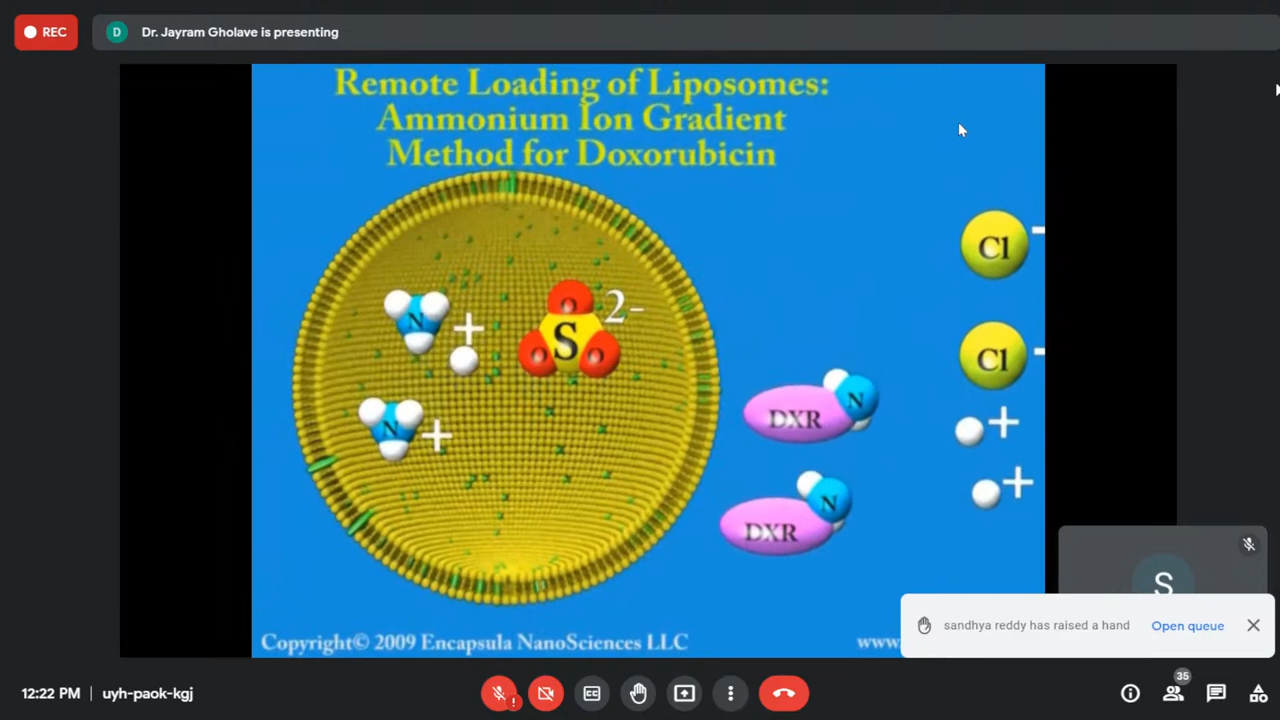 REC
D
Dr. Jayram Gholave is presenting
Remote Loading of Liposomes:
Ammonium Ion Gradient
Method for Doxorubicin
Cl -
N
+
O
2-
S
O O
Cl -
DXR N
+
N +
DXR N
+
S
sandhya reddy has raised a hand
Open queue
Copyright© 2009 Encapsula NanoSciences LLC
www.
12:22 PM | uyh-paok-kgj
CC
35